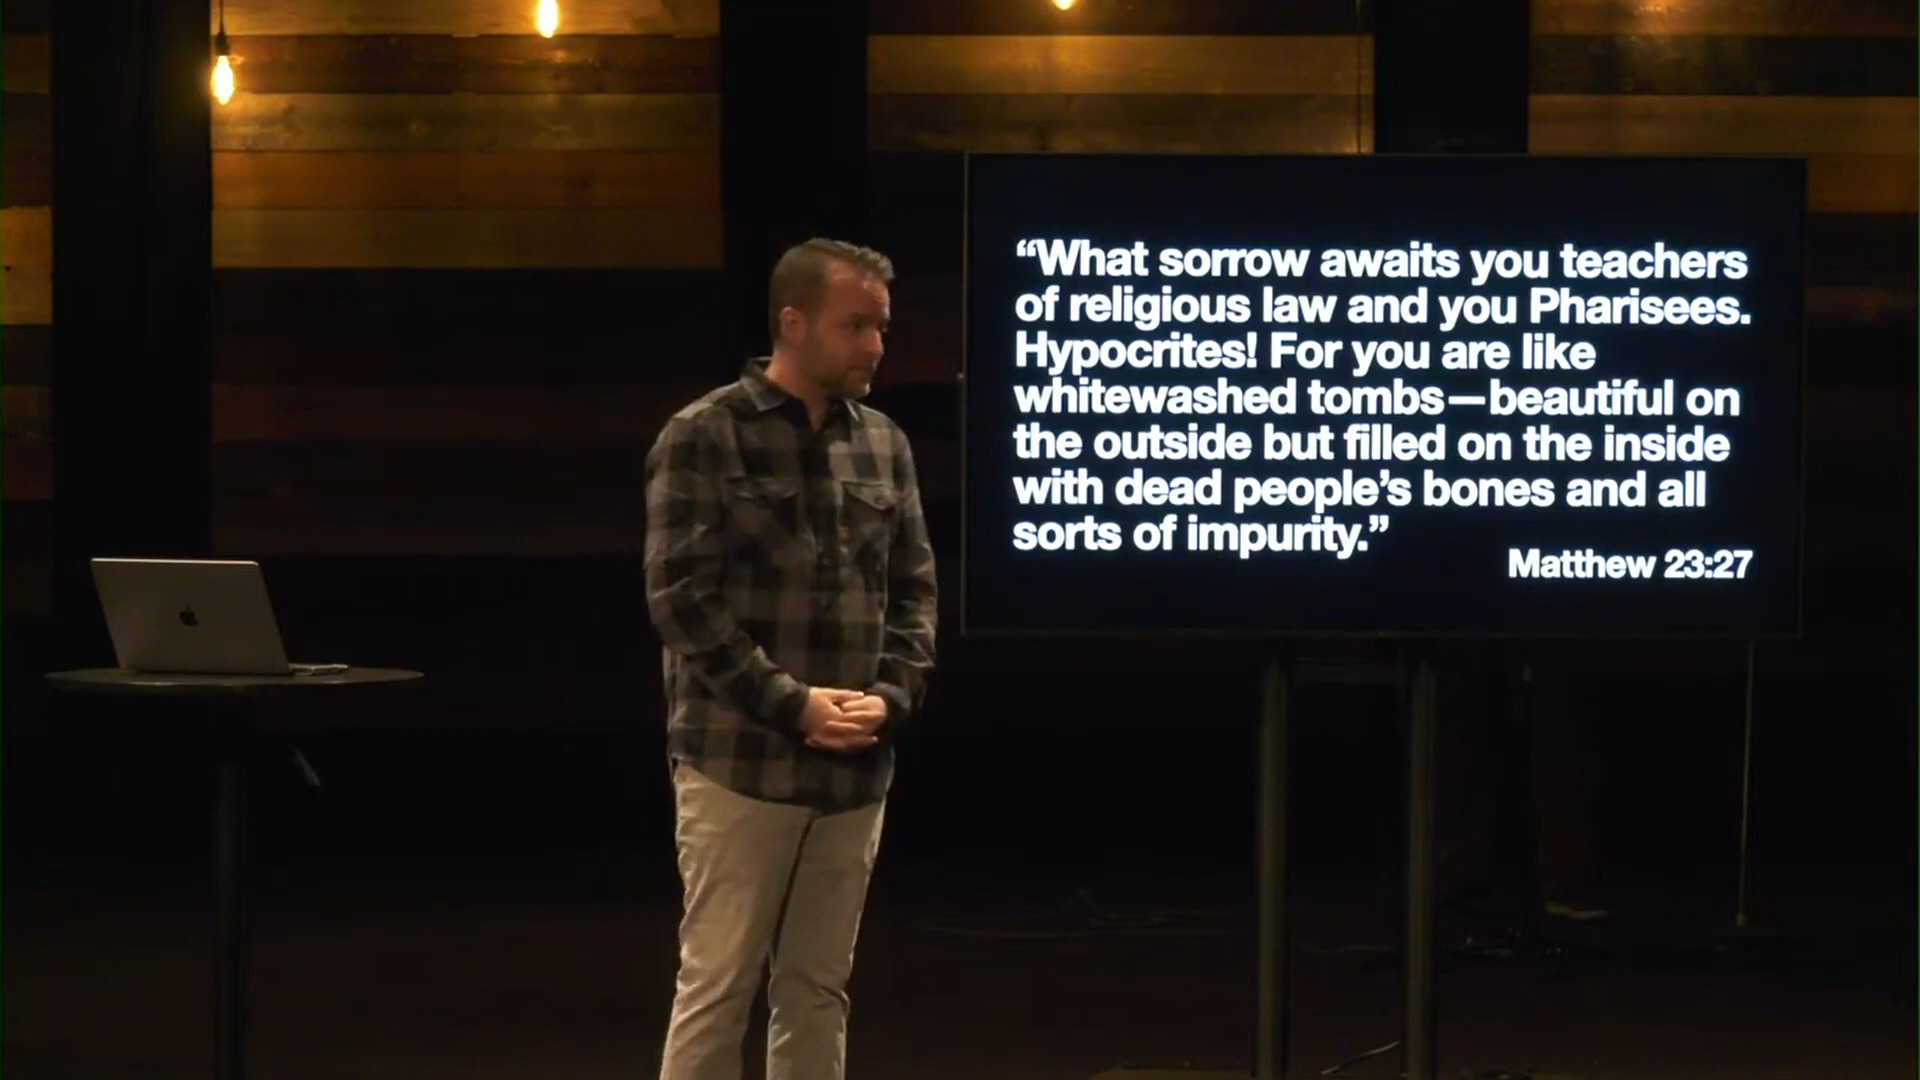 “What sorrow awaits you teachers
of religious law and you Pharisees.
Hypocrites! For you are like
whitewashed tombs—beautiful on
the outside but filled on the inside
with dead people’s bones and all
sorts of impurity.”
Matthew 23:27